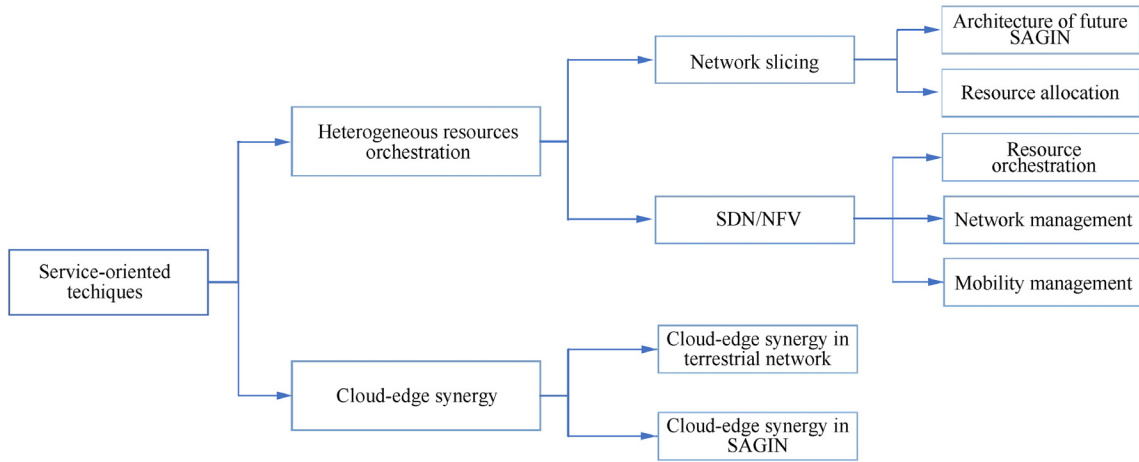 Architecture of future
SAGIN
Network slicing
Resource allocation
Heterogeneous resources
orchestration
Resource
orchestration
SDN/NFV
Network management
Service-oriented
techiques
Mobility management
Cloud-edge synergy in
terrestrial network
Cloud-edge synergy
Cloud-edge synergy in
SAGIN